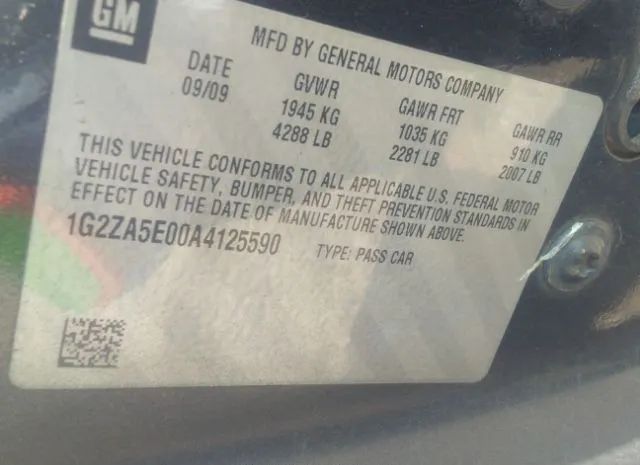 GM
MFD BY GENERAL MOTORS COMPANY
DATE GVWR GAWR FRT GAWR RR
09/09 1945 KG 1035 KG 910 KG
4288 LB 2281 LB 2007 LB
THIS VEHICLE CONFORMS TO ALL APPLICABLE U.S. FEDERAL MOTOR
VEHICLE SAFETY, BUMPER, AND THEFT PREVENTION STANDARDS IN
EFFECT ON THE DATE OF MANUFACTURE SHOWN ABOVE.
1G2ZA5E00A4125590 TYPE: PASS CAR